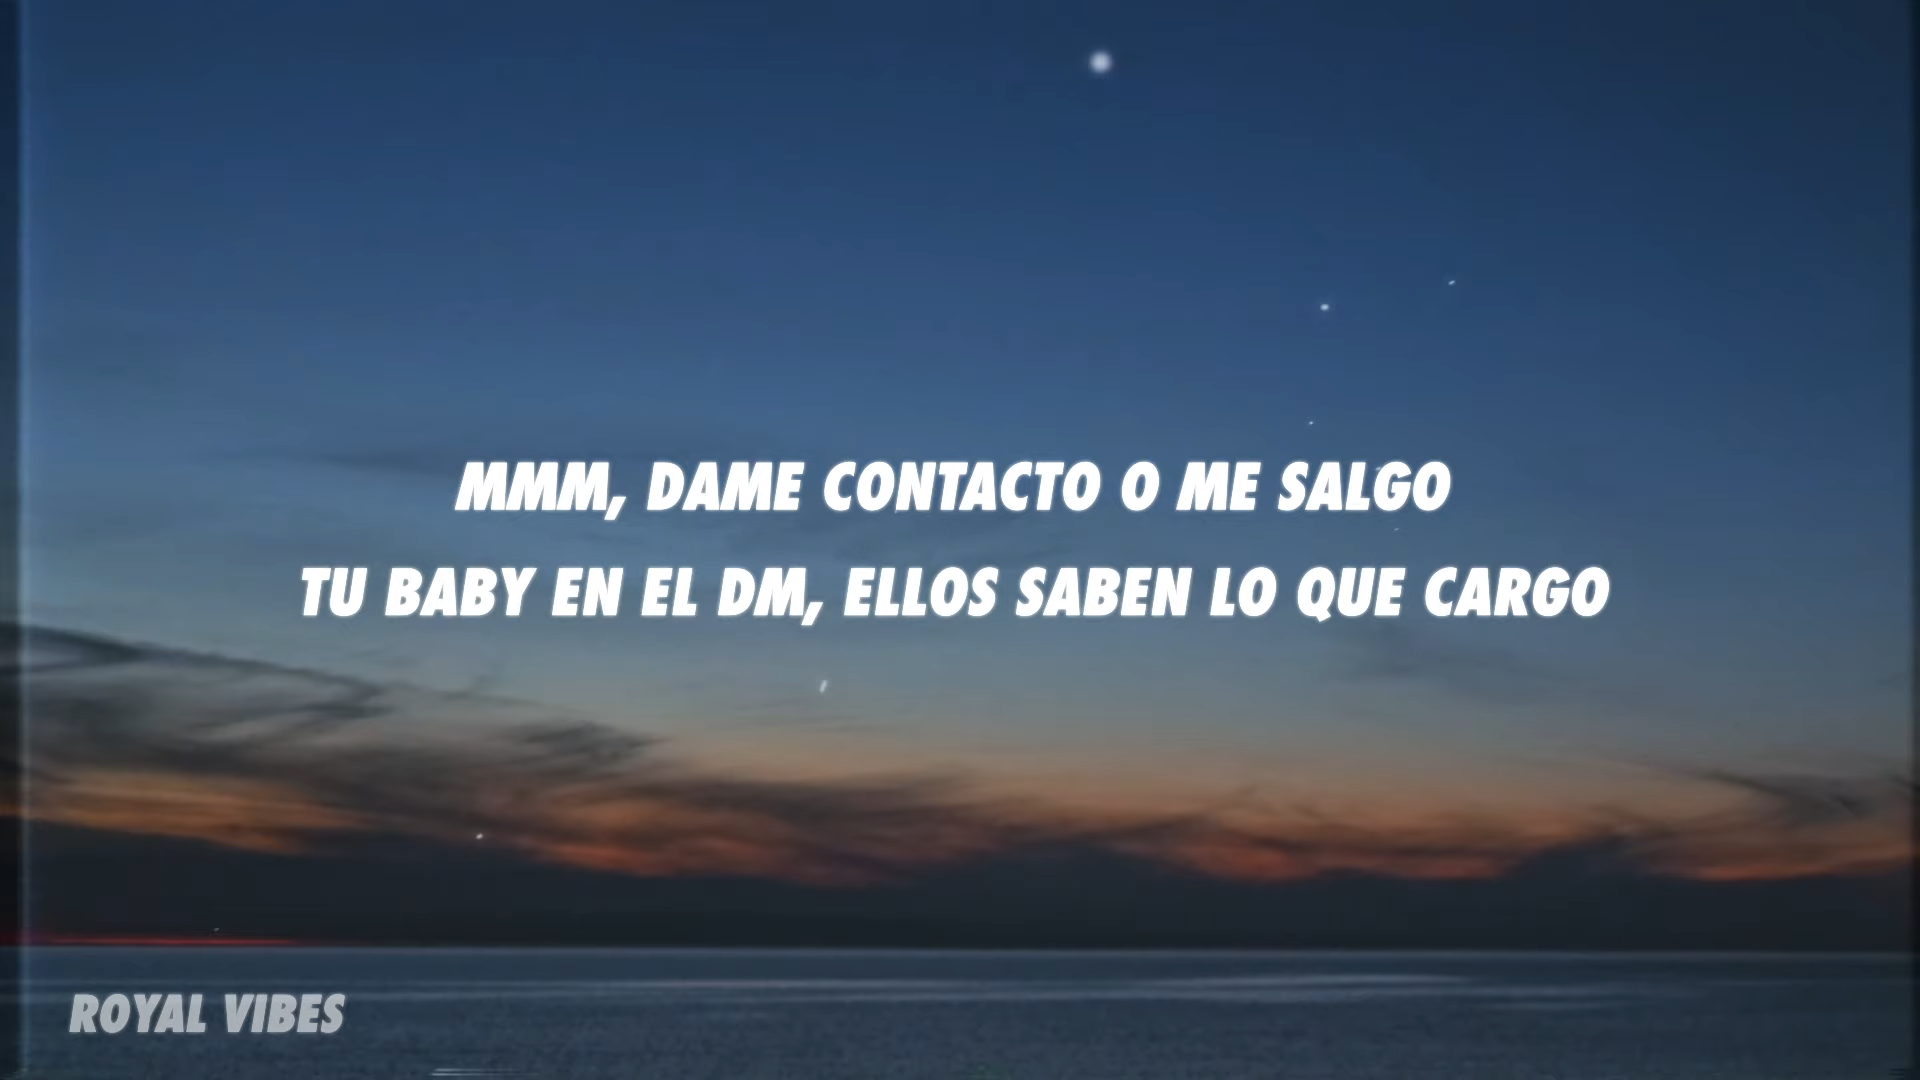 MMM, DAME CONTACTO O ME SALGO
TU BABY EN EL DM, ELLOS SABEN LO QUE CARGO
ROYAL VIBES